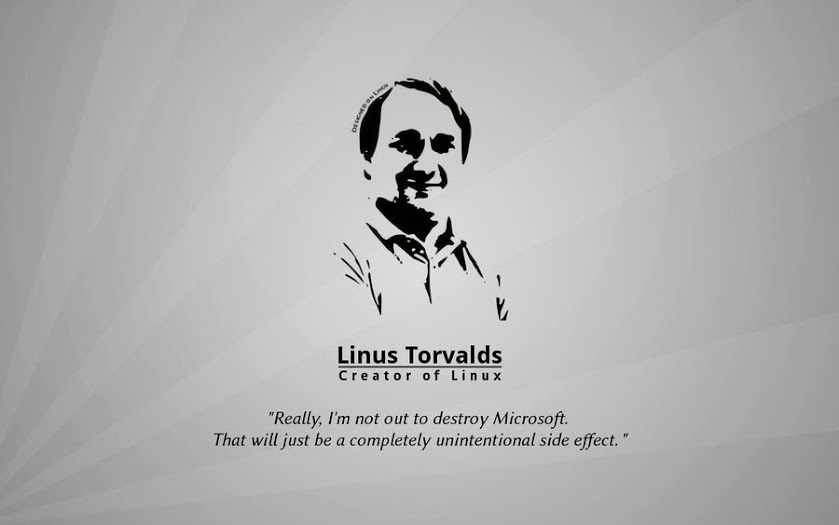 Designed on Linux
Linus Torvalds
Creator of Linux
"Really, I'm not out to destroy Microsoft.
That will just be a completely unintentional side effect. "